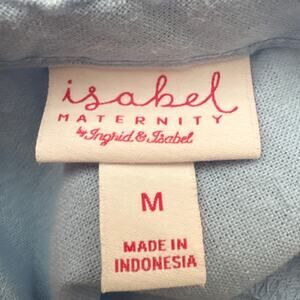 isabel
MATERNITY
by Ingrid & Isabel
M
MADE IN
INDONESIA